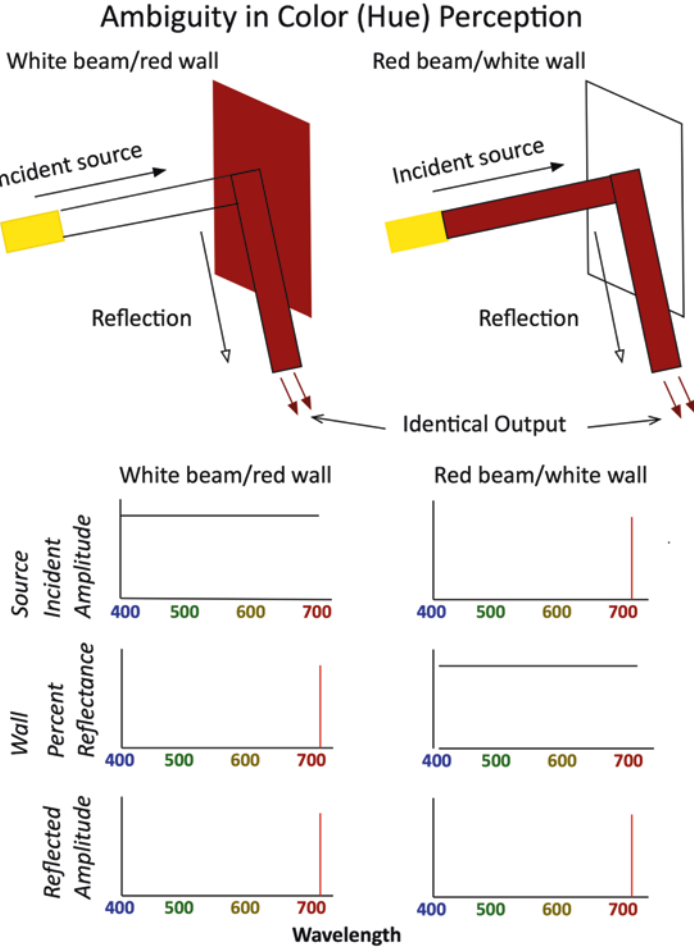 Ambiguity in Color (Hue) Perception
White beam/red wall
Red beam/white wall
ncident source
Incident source
Reflection
Reflection
Identical Output
White beam/red wall
Red beam/white wall
Source
Incident
Amplitude
400 500 600 700
400 500 600 700
Wall
Percent
Reflectance
400 500 600 700
400 500 600 700
Reflected
Amplitude
400 500 600 700
400 500 600 700
Wavelength